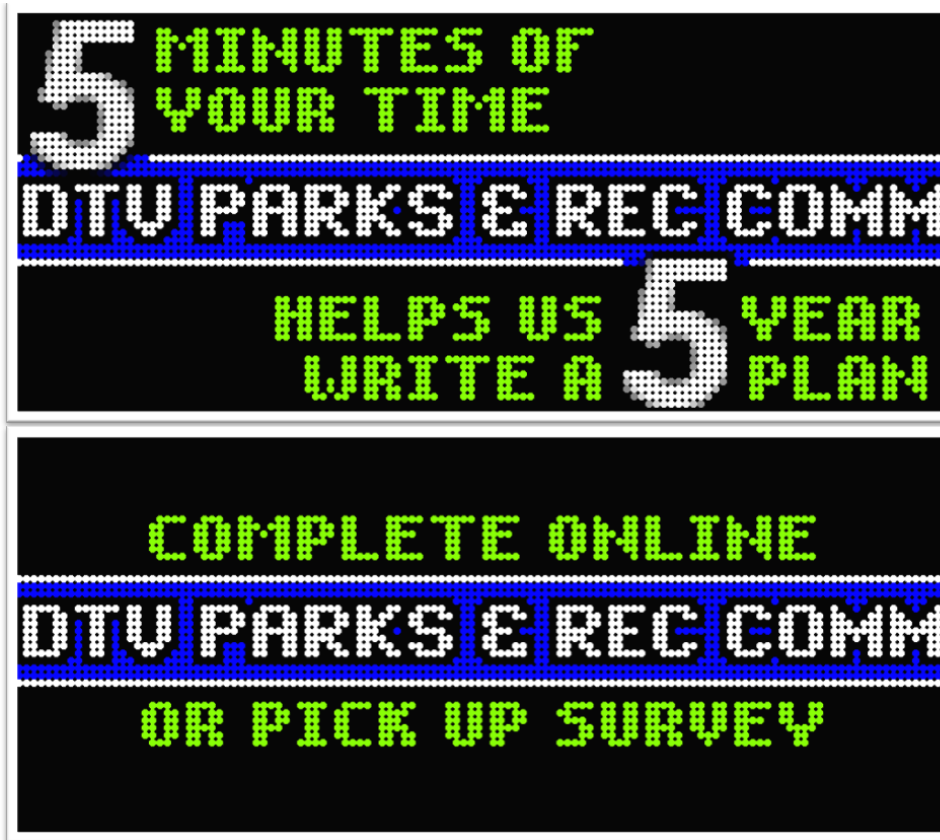 5 MINUTES OF
YOUR TIME
DTV PARKS & REC COMM
HELPS US 5 YEAR
WRITE A PLAN
COMPLETE ONLINE
DTV PARKS & REC COMM
OR PICK UP SURVEY